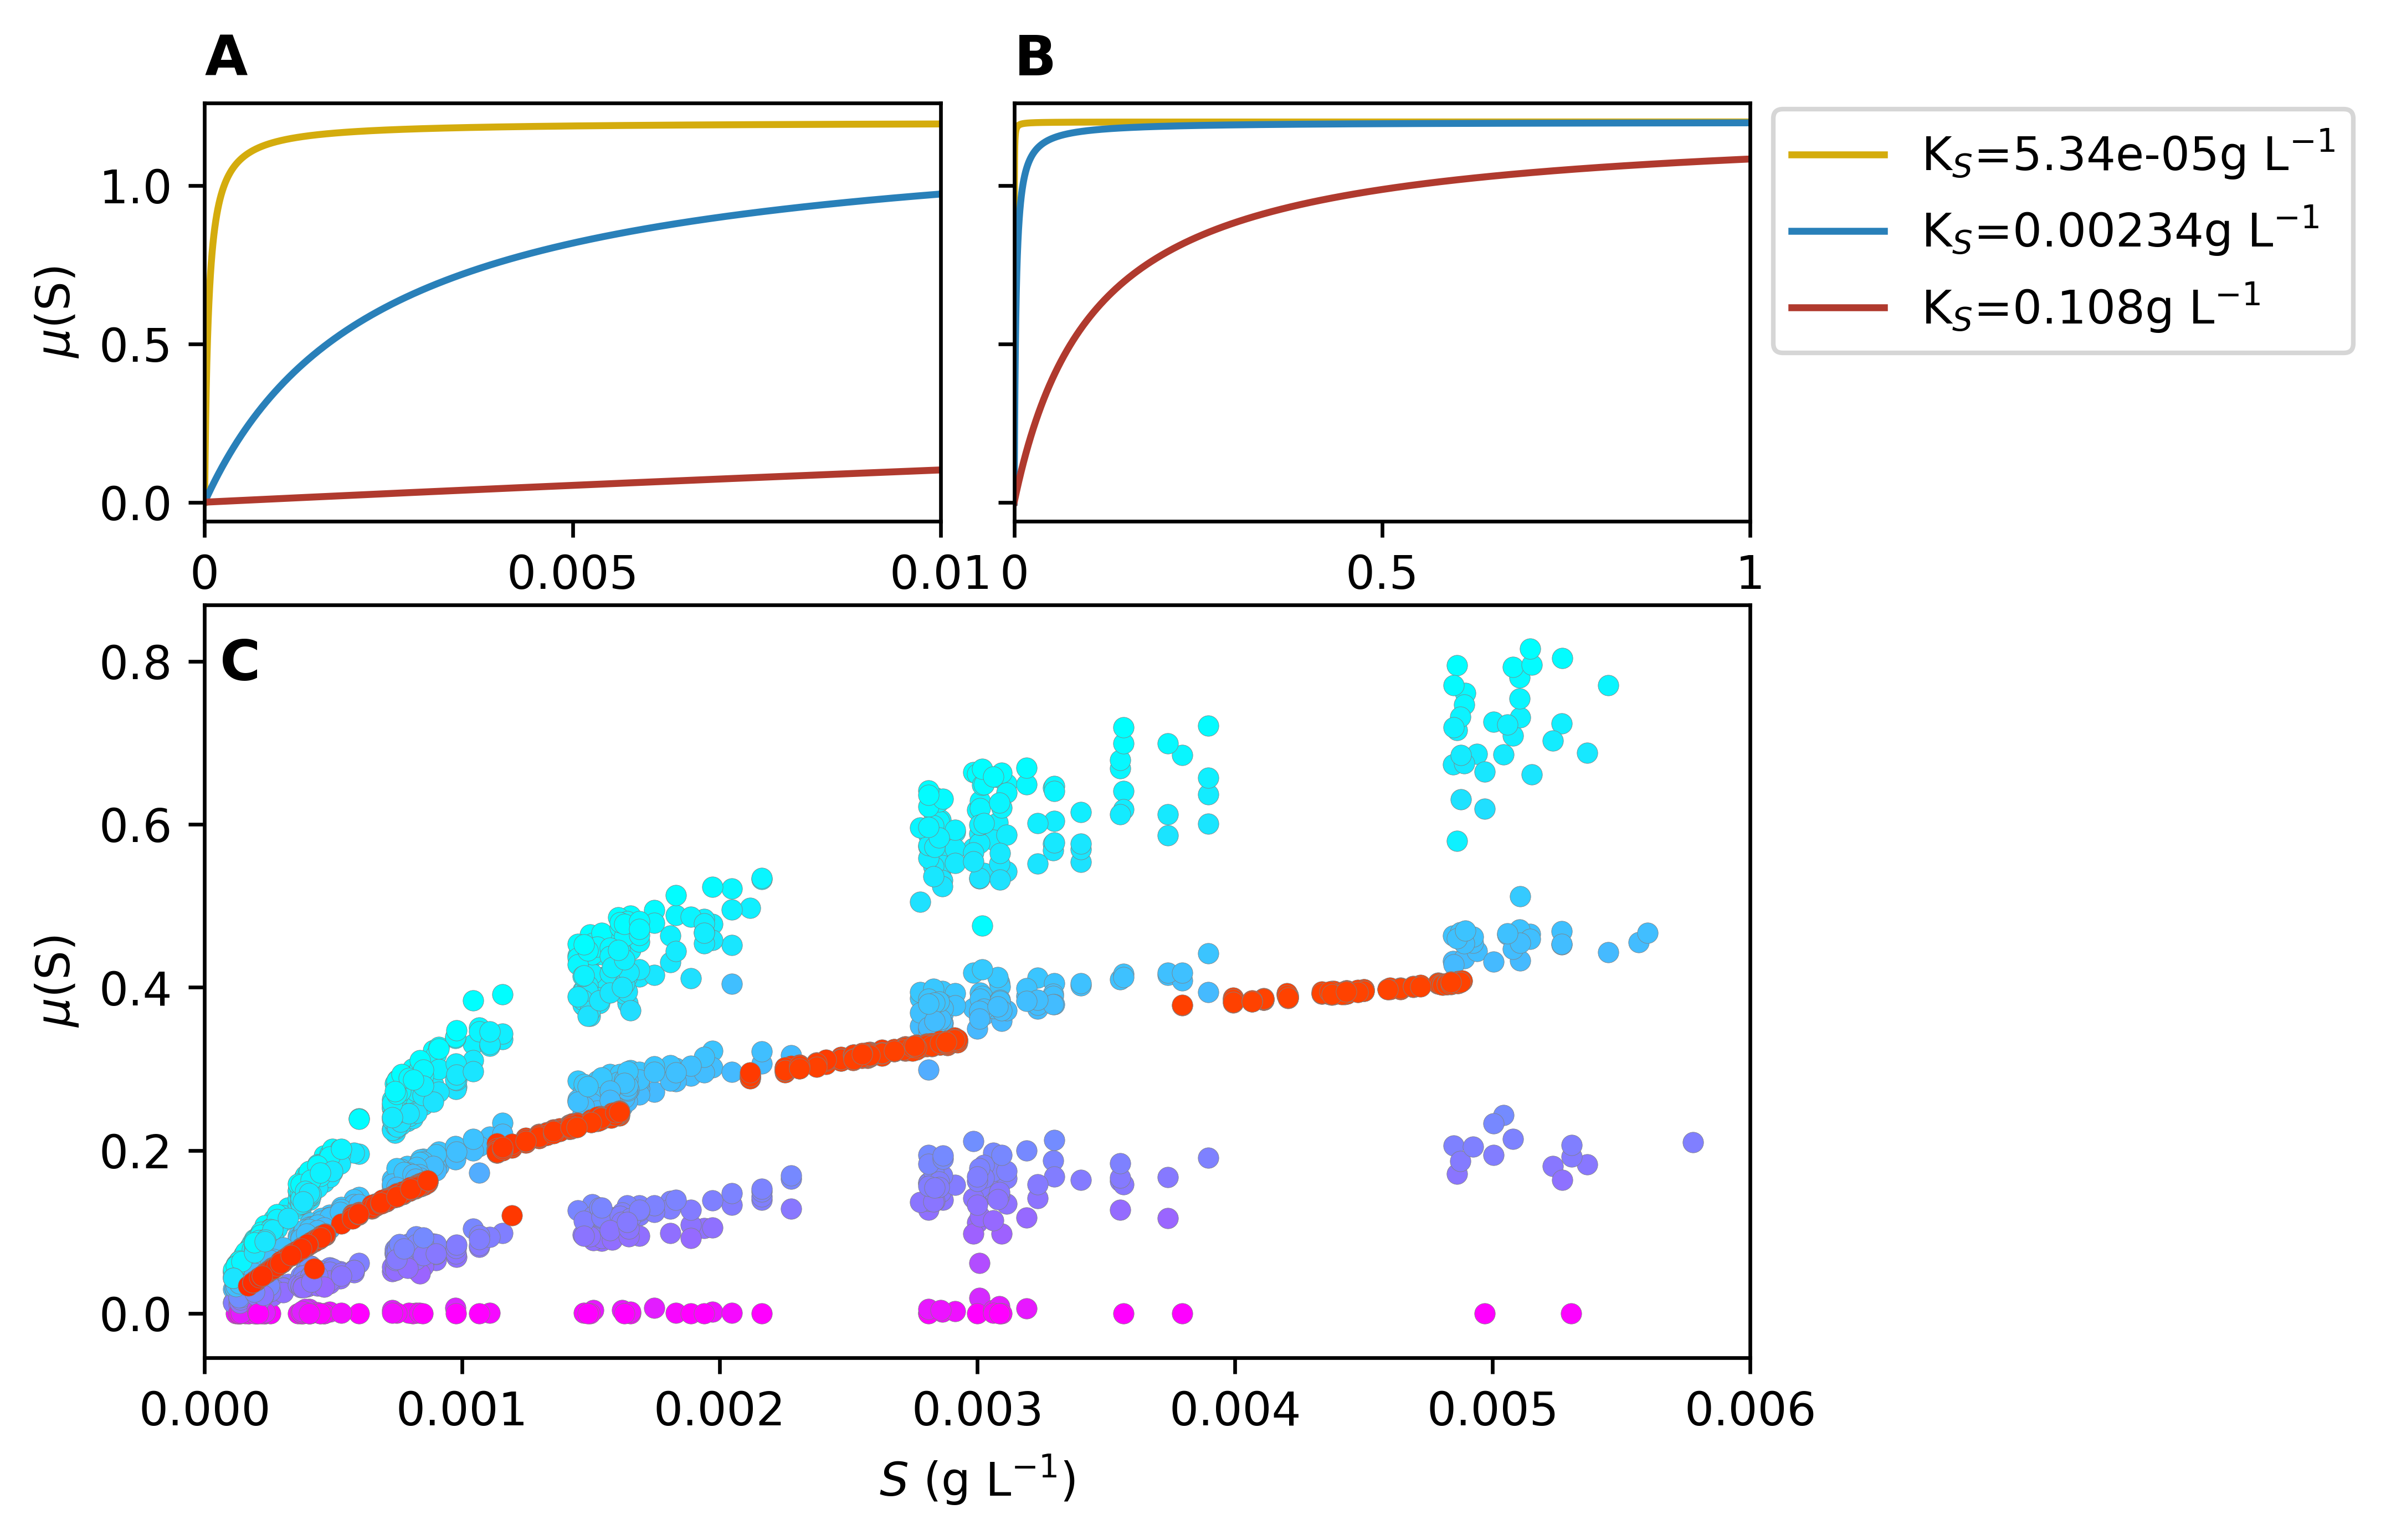 A
B
K_S=5.34e-05g L⁻¹
K_S=0.00234g L⁻¹
K_S=0.108g L⁻¹
μ(S)
1.0
0.5
0.0
0 0.005 0.01
0 0.5 1
C
μ(S)
0.8
0.6
0.4
0.2
0.0
0.000 0.001 0.002 0.003 0.004 0.005 0.006
S (g L⁻¹)